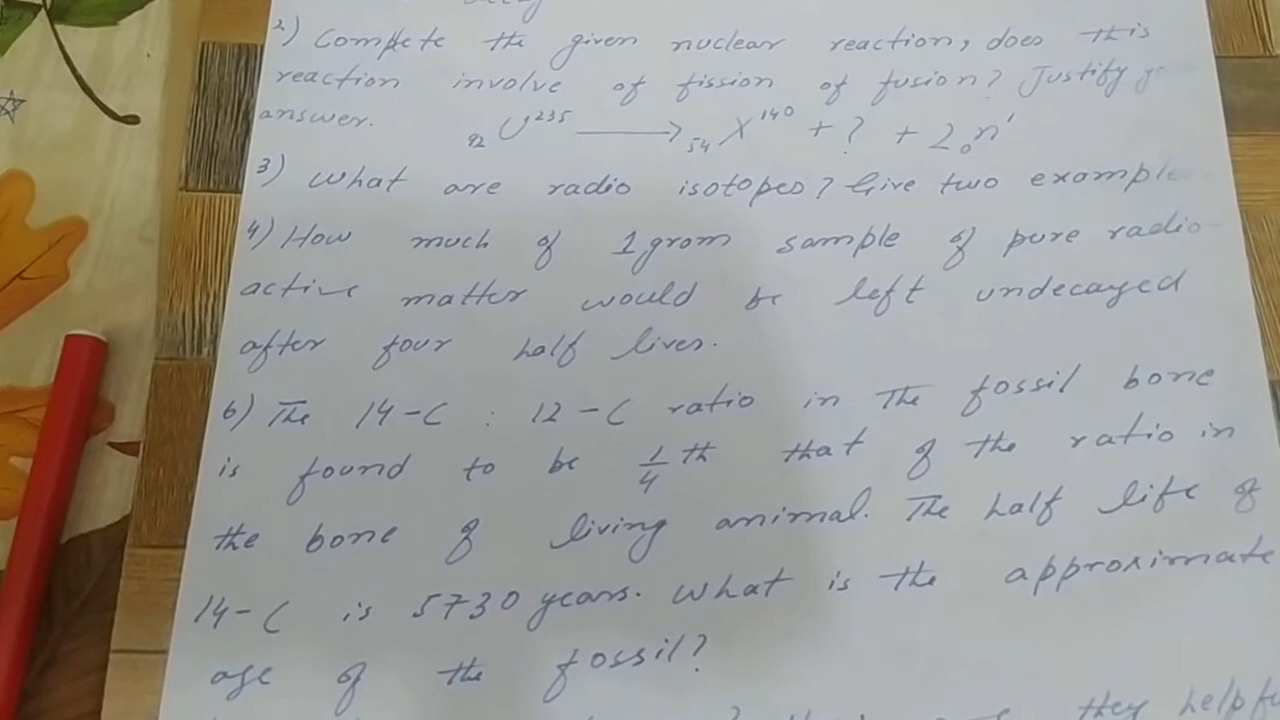 2) Complete the given nuclear reaction, does this
reaction involve of fission of fusion? Justify
answer. ₉₂U²³⁵ ⟶ ₅₄X¹⁴⁰ + ? + 2₀n¹
3) What are radio isotopes? Give two example
4) How much of 1 gram sample of pure radio
active matter would be left undecayed
after four half lives.
6) The 14-C : 12-C ratio in The fossil bone
is found to be 1/4 th that of the ratio in
the bone of living animal. The half life of
14-C is 5730 years. What is the approximate
age of the fossil?
they